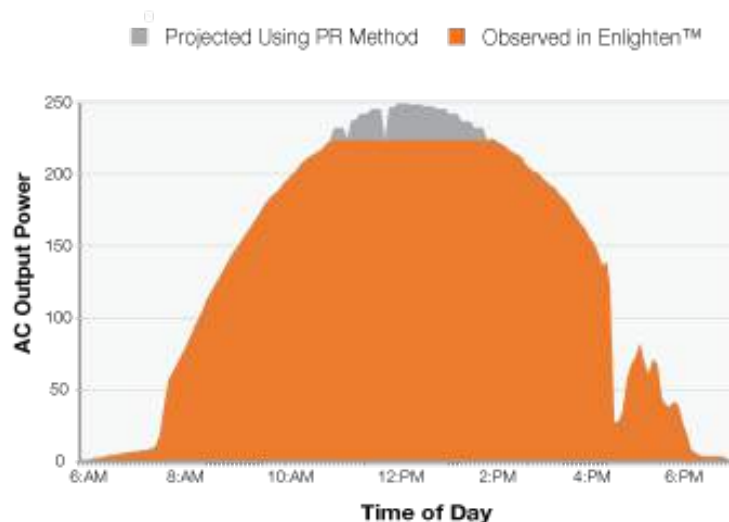 Projected Using PR Method Observed in Enlighten™
250
200
150
100
50
0
AC Output Power
6:AM 8:AM 10:AM 12:PM 2:PM 4:PM 6:PM
Time of Day